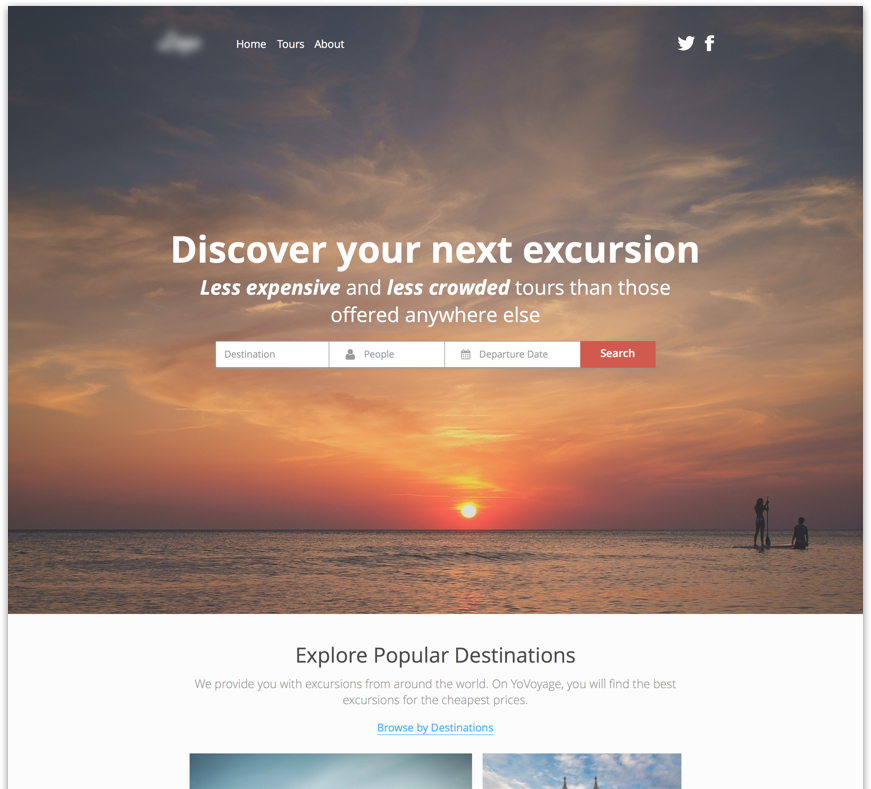 Home Tours About
Discover your next excursion
Less expensive and less crowded tours than those
offered anywhere else
Destination People Departure Date Search
Explore Popular Destinations
We provide you with excursions from around the world. On YoVoyage, you will find the best
excursions for the cheapest prices.
Browse by Destinations